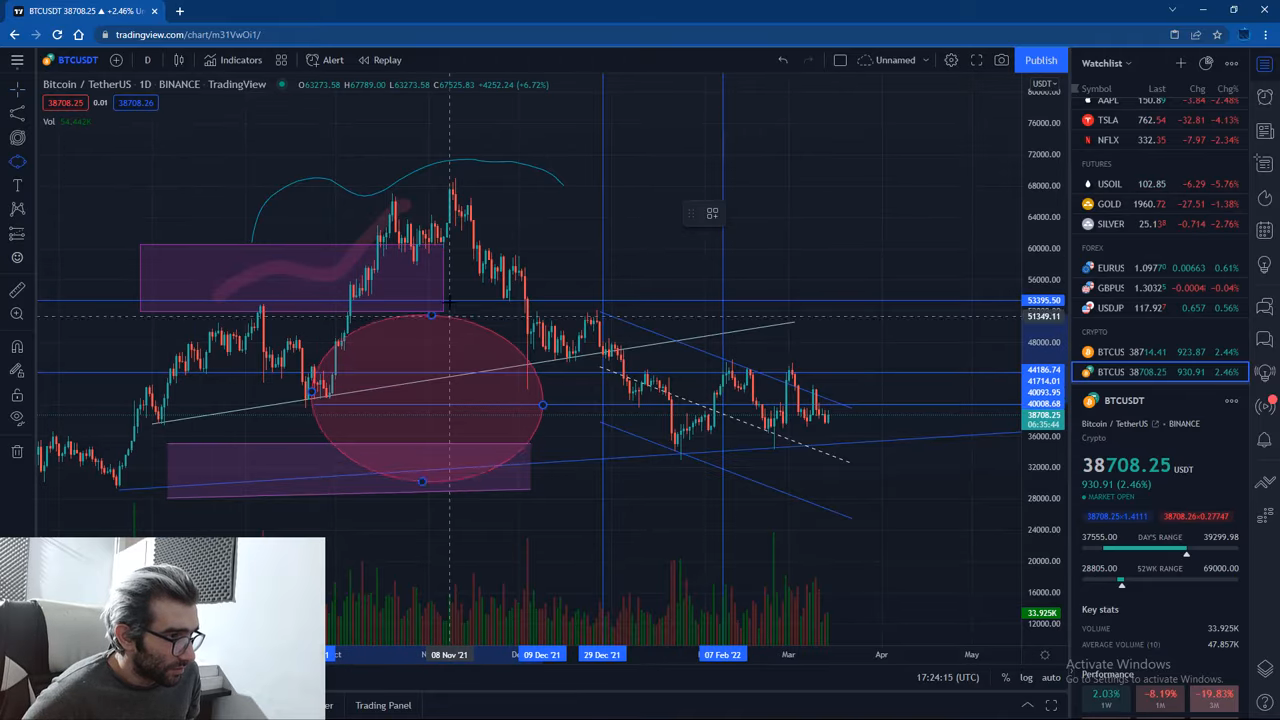 BTCUSDT 38708.25 ▲ +2.46% Un
tradingview.com/chart/m31VwOi1/
BTCUSDT D Indicators Alert Replay Unnamed Publish
Bitcoin / TetherUS · 1D · BINANCE · TradingView O63273.58 H67789.00 L63273.58 C67525.83 +4252.24 (+6.72%)
38708.25 0.01 38708.26
Vol 54.442K
USDT
80000.00
76000.00
72000.00
68000.00
64000.00
60000.00
56000.00
53395.50
51349.11
48000.00
44186.74
41714.01
40093.95
40008.68
38708.25
06:35:44
36000.00
32000.00
28000.00
24000.00
20000.00
16000.00
33.925K
12000.00
08 Nov '21 09 Dec '21 29 Dec '21 07 Feb '22 Mar Apr May
17:24:15 (UTC) % log auto
Trading Panel
Watchlist
Symbol Last Chg Chg%
AAPL 150.89 -3.84 -2.48%
TSLA 762.54 -32.81 -4.13%
NFLX 332.35 -7.97 -2.34%
FUTURES
USOIL 102.85 -6.29 -5.76%
GOLD 1960.72 -27.51 -1.38%
SILVER 25.138 -0.714 -2.76%
FOREX
EURUS 1.09770 0.00663 0.61%
GBPUS 1.3032 -0.0004 -0.04%
USDJP 117.927 0.657 0.56%
CRYPTO
BTCUS 38714.41 923.87 2.44%
BTCUS 38708.25 930.91 2.46%
BTCUSDT
Bitcoin / TetherUS · BINANCE
Crypto
38708.25 USDT
930.91 (2.46%)
MARKET OPEN
38708.25×1.4111 38708.26×0.27747
37555.00 DAY'S RANGE 39299.98
28805.00 52WK RANGE 69000.00
Key stats
VOLUME 33.925K
AVERAGE VOLUME (10) 47.857K
Activate Windows
Go to Settings to activate Windows.
Performance
2.03% -8.19% -19.83%
1W 1M 3M